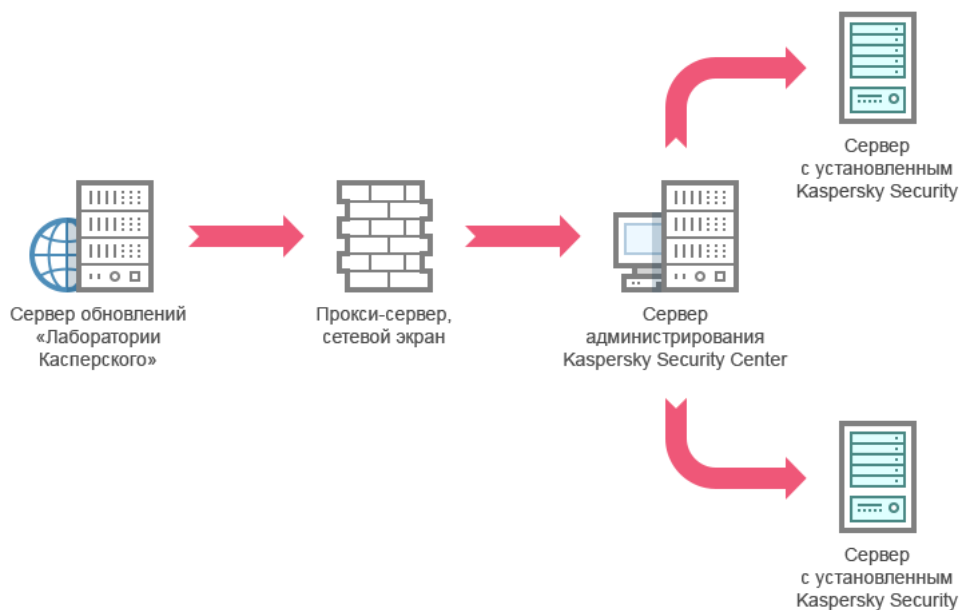 Сервер
с установленным
Kaspersky Security
Сервер обновлений
«Лаборатории
Касперского»
Прокси-сервер,
сетевой экран
Сервер
администрирования
Kaspersky Security Center
Сервер
с установленным
Kaspersky Security